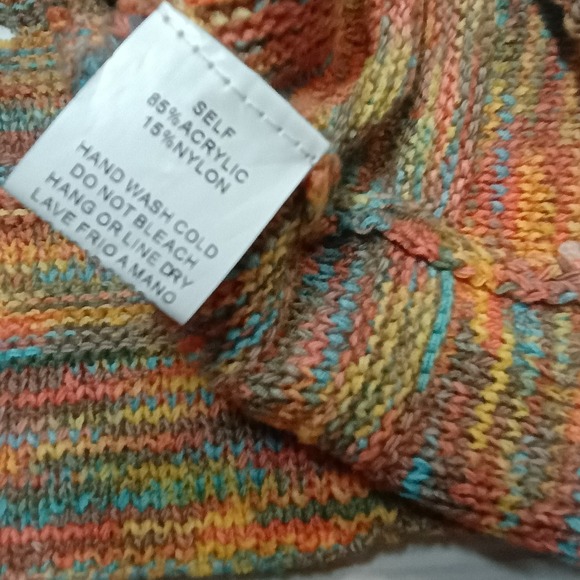 SELF
85% ACRYLIC
15% NYLON
HAND WASH COLD
DO NOT BLEACH
HANG OR LINE DRY
LAVE FRIO A MANO